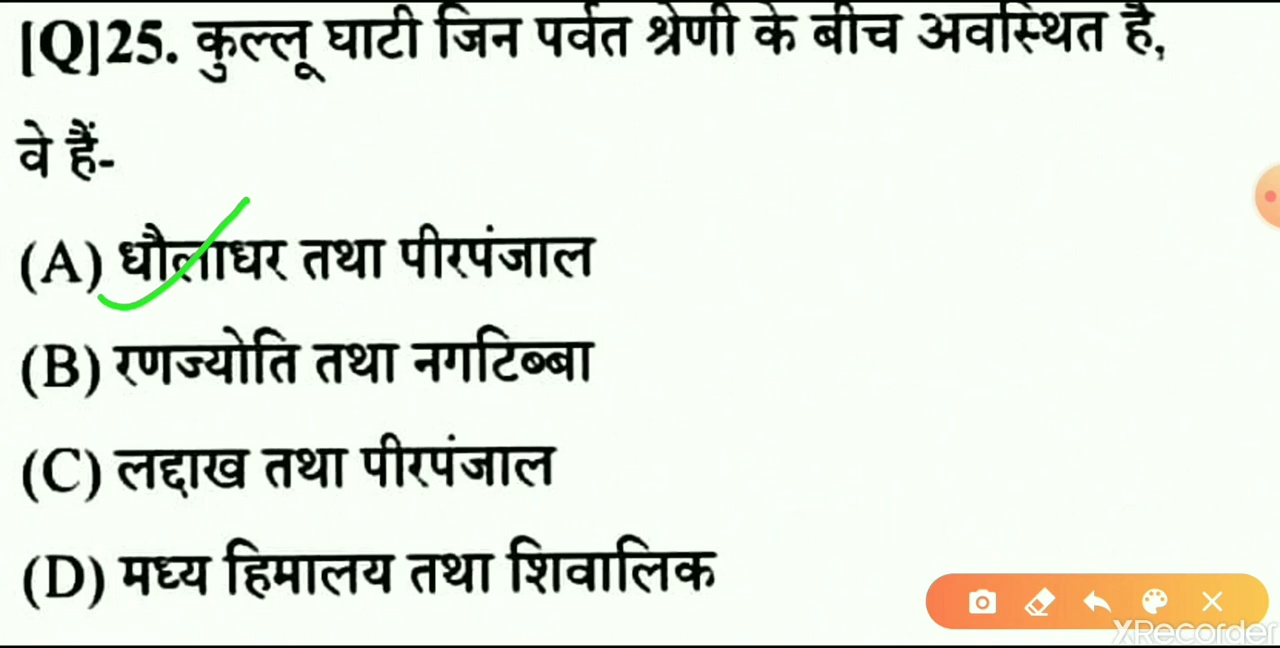 [Q]25. कुल्लू घाटी जिन पर्वत श्रेणी के बीच अवस्थित है,
वे हैं-
(A) धौलाधर तथा पीरपंजाल
(B) रणज्योति तथा नगटिब्बा
(C) लद्दाख तथा पीरपंजाल
(D) मध्य हिमालय तथा शिवालिक
XRecorder